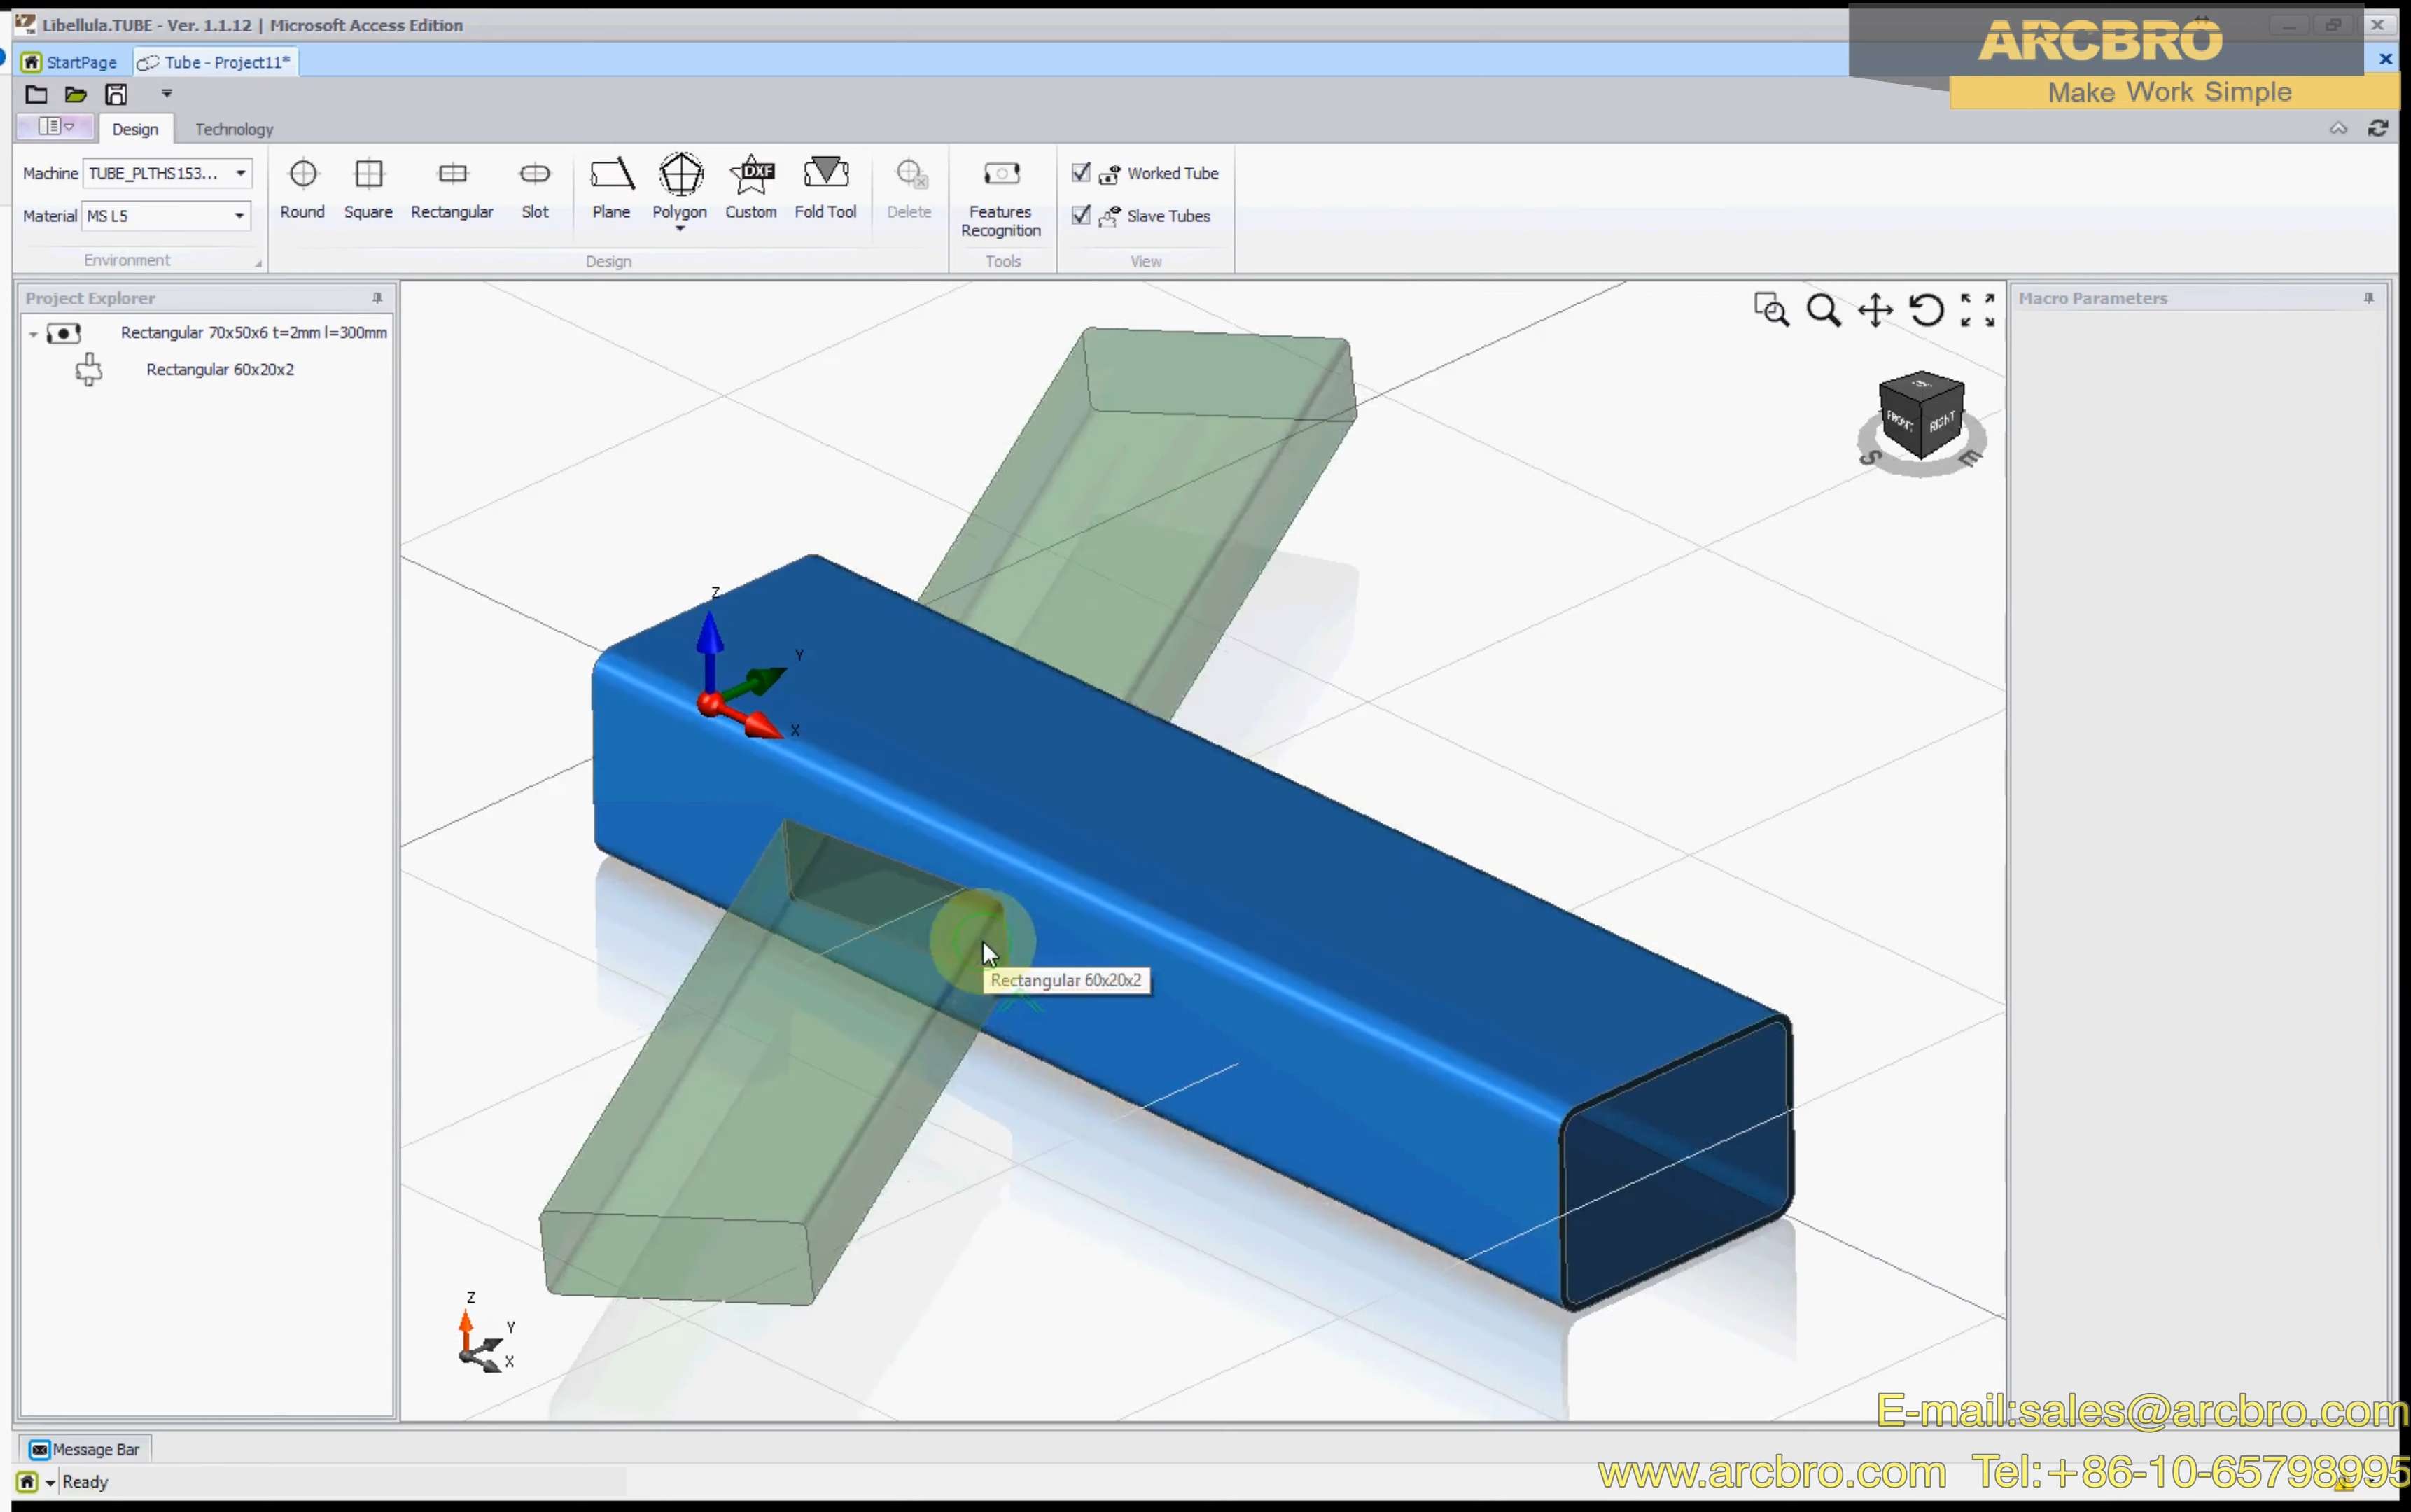 Libellula.TUBE - Ver. 1.1.12 | Microsoft Access Edition
ARCBRO
Make Work Simple
StartPage
Tube - Project11*
Design
Technology
Machine
TUBE_PLTHS153...
Material
MS L5
Environment
Round
Square
Rectangular
Slot
Plane
Polygon
DXF
Custom
Fold Tool
Delete
Design
Features
Recognition
Tools
Worked Tube
Slave Tubes
View
Project Explorer
Rectangular 70x50x6 t=2mm l=300mm
Rectangular 60x20x2
Macro Parameters
FRONT
RIGHT
S
E
Z
Y
X
Rectangular 60x20x2
Z
Y
X
E-mail:sales@arcbro.com
www.arcbro.com Tel:+86-10-65798995
Message Bar
Ready